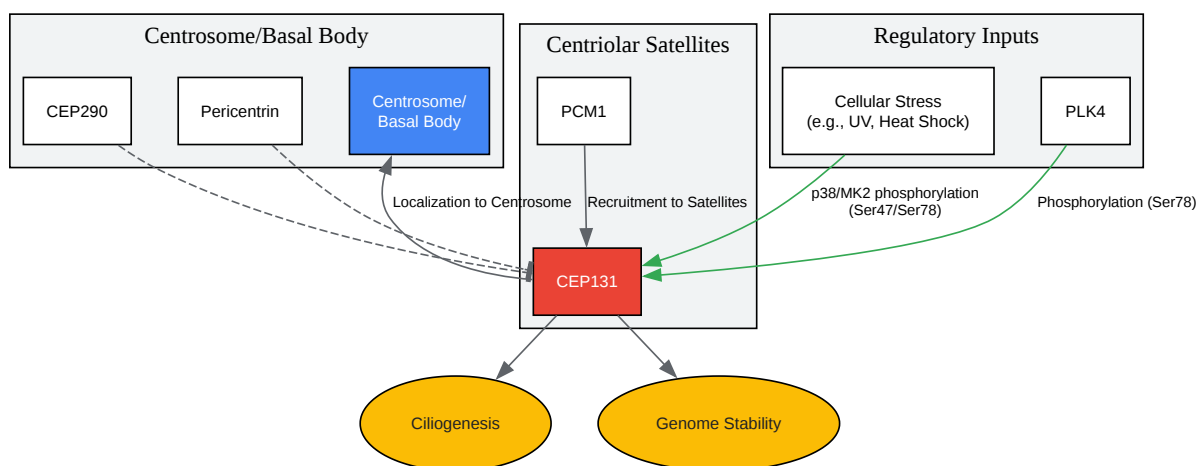 Centrosome/Basal Body
Centriolar Satellites
Regulatory Inputs
CEP290
Pericentrin
Centrosome/
Basal Body
PCM1
Cellular Stress
(e.g., UV, Heat Shock)
PLK4
Localization to Centrosome
Recruitment to Satellites
p38/MK2 phosphorylation
(Ser47/Ser78)
Phosphorylation (Ser78)
CEP131
Ciliogenesis
Genome Stability